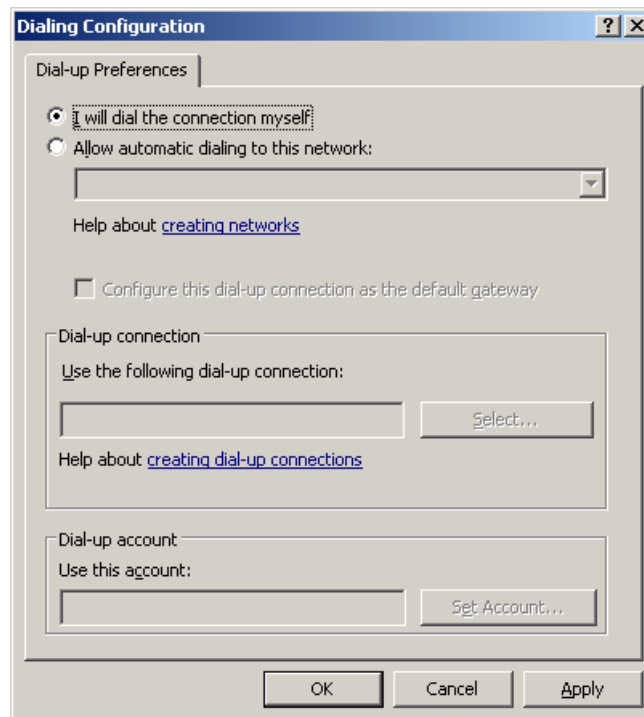 Dialing Configuration
Dial-up Preferences
I will dial the connection myself
Allow automatic dialing to this network:
Help about creating networks
Configure this dial-up connection as the default gateway
Dial-up connection
Use the following dial-up connection:
Select...
Help about creating dial-up connections
Dial-up account
Use this account:
Set Account...
OK Cancel Apply